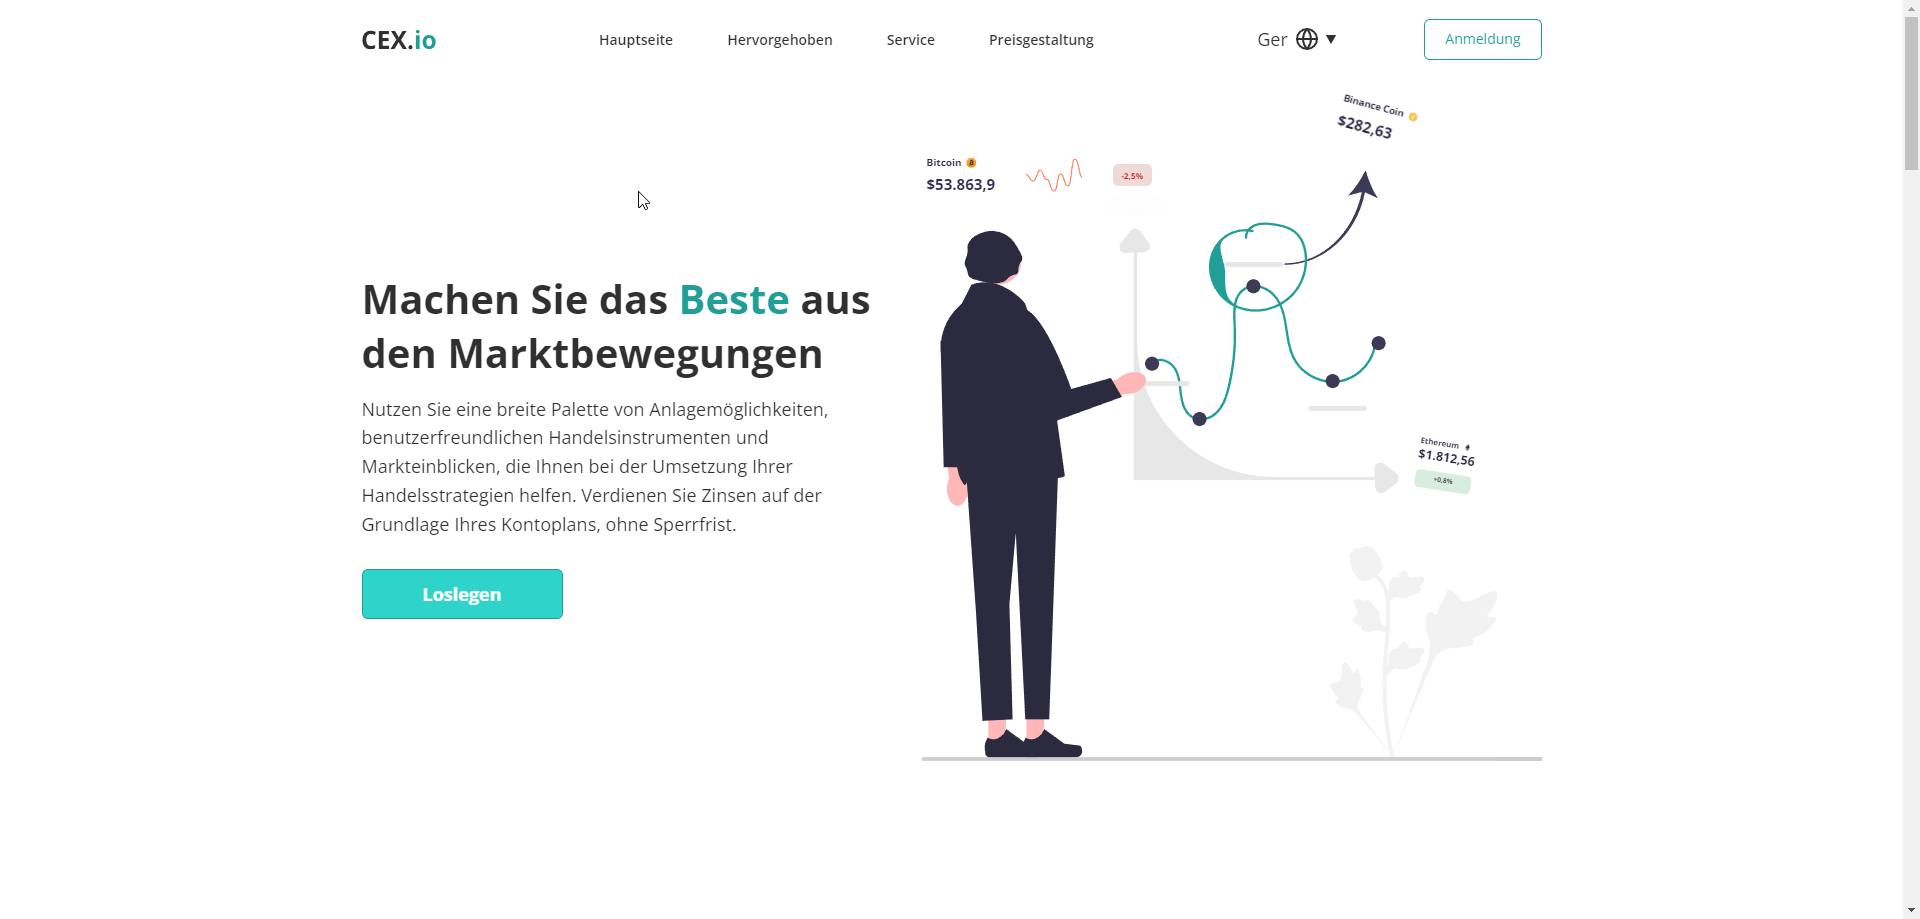 CEX.io
Hauptseite
Hervorgehoben
Service
Preisgestaltung
Ger
Anmeldung
Binance Coin
$282,63
Bitcoin
$53.863,9
-2,5%
Machen Sie das Beste aus
den Marktbewegungen
Nutzen Sie eine breite Palette von Anlagemöglichkeiten,
benutzerfreundlichen Handelsinstrumenten und
Markteinblicken, die Ihnen bei der Umsetzung Ihrer
Handelsstrategien helfen. Verdienen Sie Zinsen auf der
Grundlage Ihres Kontoplans, ohne Sperrfrist.
Ethereum
$1.812,56
+0,8%
Loslegen